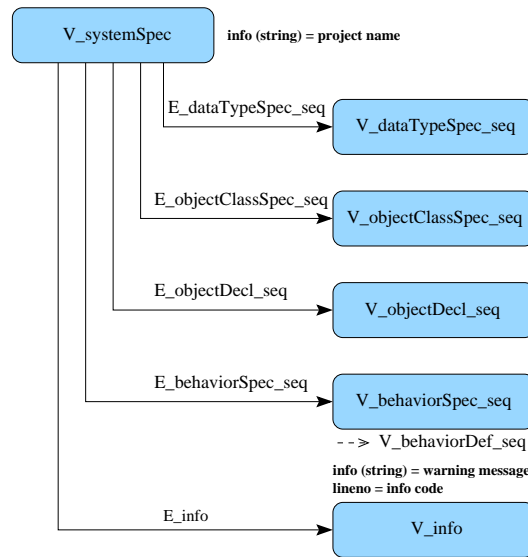 V_systemSpec
info (string) = project name
E_dataTypeSpec_seq
V_dataTypeSpec_seq
E_objectClassSpec_seq
V_objectClassSpec_seq
E_objectDecl_seq
V_objectDecl_seq
E_behaviorSpec_seq
V_behaviorSpec_seq
V_behaviorDef_seq
info (string) = warning message
lineno = info code
E_info
V_info